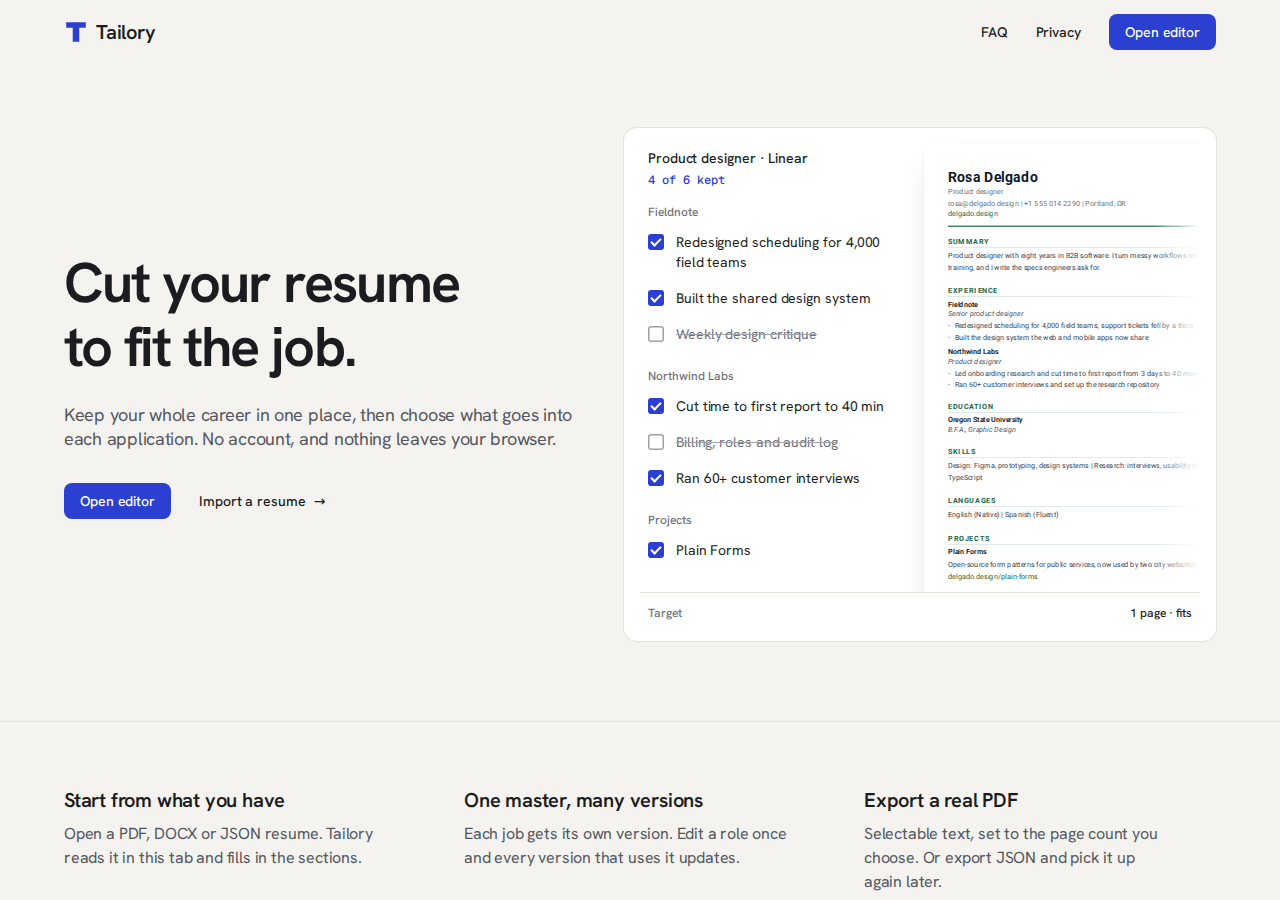 Tailory
FAQ
Privacy
Open editor
Cut your resume
to fit the job.
Keep your whole career in one place, then choose what goes into
each application. No account, and nothing leaves your browser.
Open editor
Import a resume →
Product designer · Linear
4 of 6 kept
Fieldnote
Redesigned scheduling for 4,000
field teams
Built the shared design system
Weekly design critique
Northwind Labs
Cut time to first report to 40 min
Billing, roles and audit log
Ran 60+ customer interviews
Projects
Plain Forms
Rosa Delgado
Product designer
rosa@delgado.design | +1 555 014 2290 | Portland, OR
delgado.design
SUMMARY
Product designer with eight years in B2B software. I turn messy workflows
training, and I write the specs engineers ask for.
EXPERIENCE
Fieldnote
Senior product designer
- Redesigned scheduling for 4,000 field teams; support tickets fell by a third
- Built the design system the web and mobile apps now share
Northwind Labs
Product designer
- Led onboarding research and cut time to first report from 3 days to 40
- Ran 60+ customer interviews and set up the research repository
EDUCATION
Oregon State University
B.F.A., Graphic Design
SKILLS
Design: Figma, prototyping, design systems | Research: interviews, usability
TypeScript
LANGUAGES
English (Native) | Spanish (Fluent)
PROJECTS
Plain Forms
Open-source form patterns for public services, now used by two city websites
delgado.design/plain-forms
Target
1 page · fits
Start from what you have
Open a PDF, DOCX or JSON resume. Tailory
reads it in this tab and fills in the sections.
One master, many versions
Each job gets its own version. Edit a role once
and every version that uses it updates.
Export a real PDF
Selectable text, set to the page count you
choose. Or export JSON and pick it up
again later.